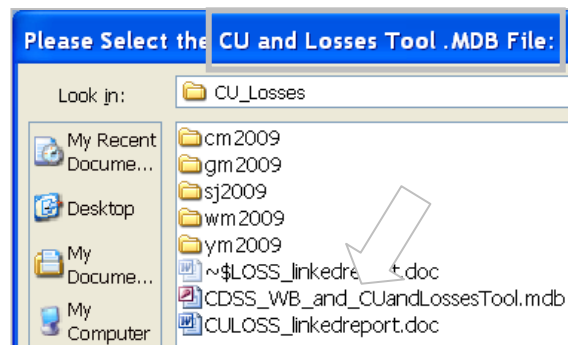 Please Select the CU and Losses Tool .MDB File:
Look in:
CU_Losses
My Recent
Docume...
Desktop
My
Docume...
My
Computer
cm2009
gm2009
sj2009
wm2009
ym2009
~$LOSS_linkedre t.doc
CDSS_WB_and_CUandLossesTool.mdb
CULOSS_linkedreport.doc